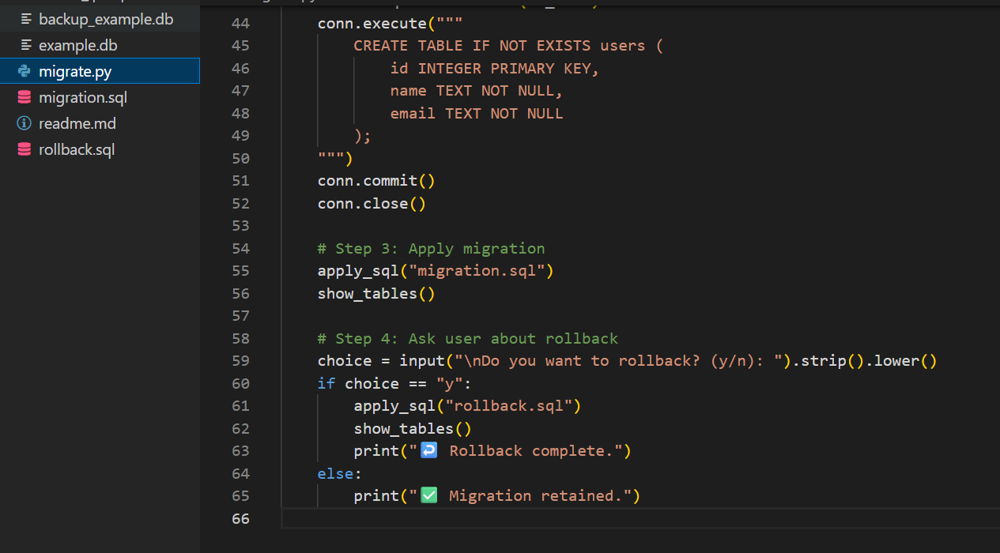 backup_example.db
example.db
migrate.py
migration.sql
readme.md
rollback.sql
44 conn.execute("""
45 CREATE TABLE IF NOT EXISTS users (
46 id INTEGER PRIMARY KEY,
47 name TEXT NOT NULL,
48 email TEXT NOT NULL
49 );
50 """)
51 conn.commit()
52 conn.close()
53
54 # Step 3: Apply migration
55 apply_sql("migration.sql")
56 show_tables()
57
58 # Step 4: Ask user about rollback
59 choice = input("\nDo you want to rollback? (y/n): ").strip().lower()
60 if choice == "y":
61 apply_sql("rollback.sql")
62 show_tables()
63 print("↩️ Rollback complete.")
64 else:
65 print("✅ Migration retained.")
66